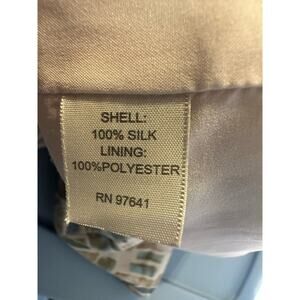 SHELL:
100% SILK
LINING:
100%POLYESTER
RN 97641